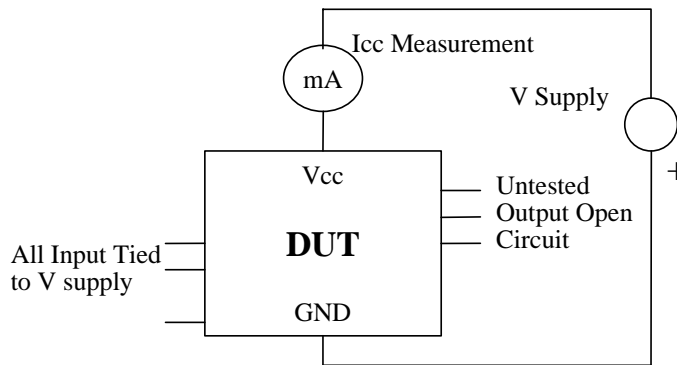 Icc Measurement
mA
V Supply
+
Vcc
Untested
Output Open
Circuit
DUT
All Input Tied
to V supply
GND